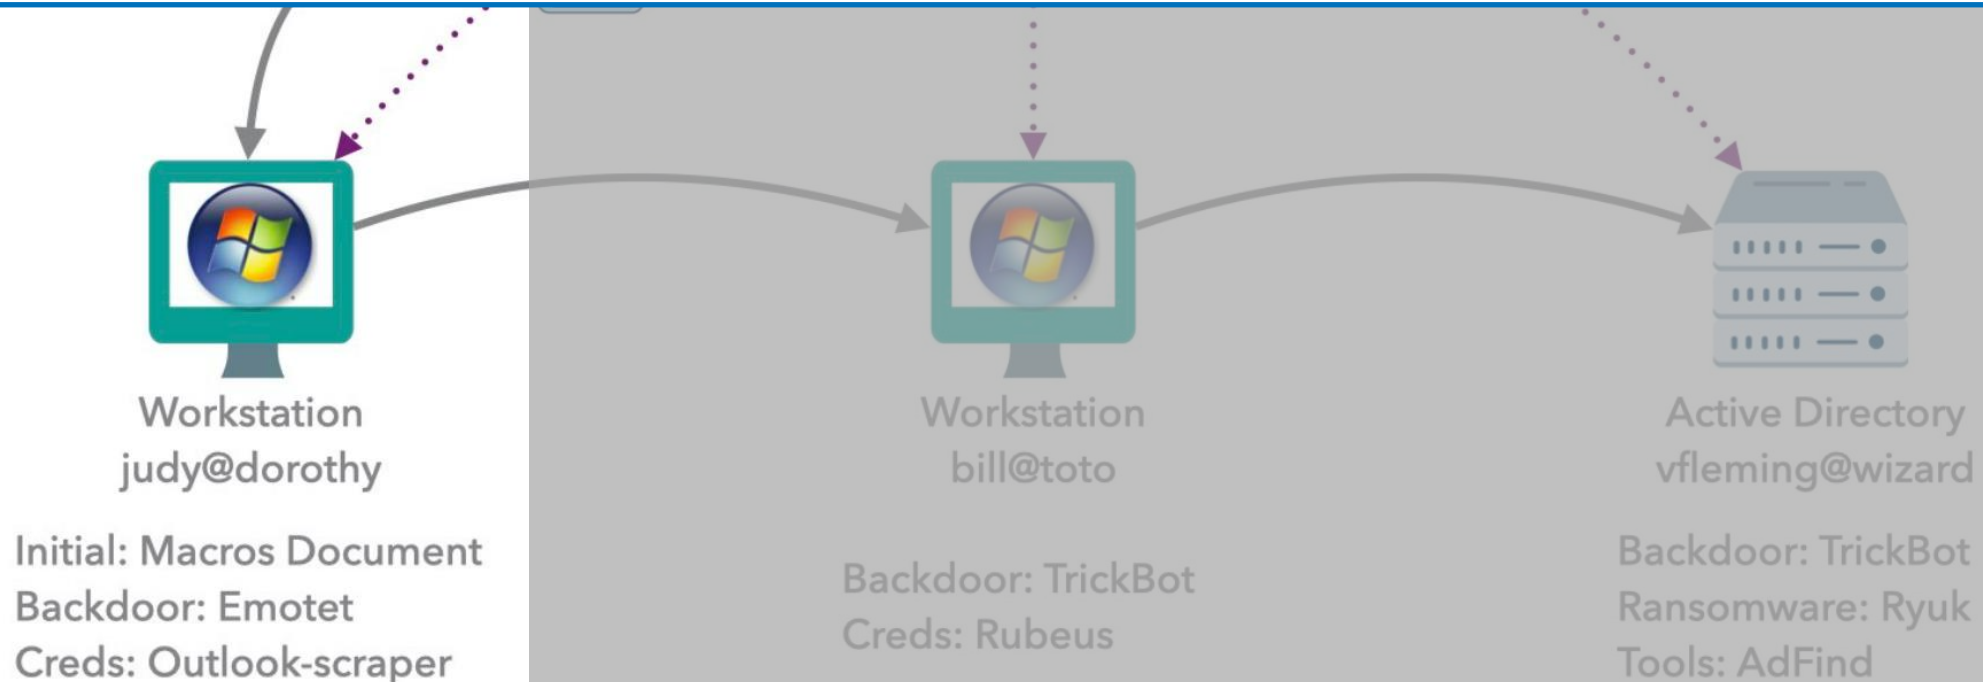 Workstation
judy@dorothy
Initial: Macros Document
Backdoor: Emotet
Creds: Outlook-scraper
Workstation
bill@toto
Backdoor: TrickBot
Creds: Rubeus
Active Directory
vfleming@wizard
Backdoor: TrickBot
Ransomware: Ryuk
Tools: AdFind